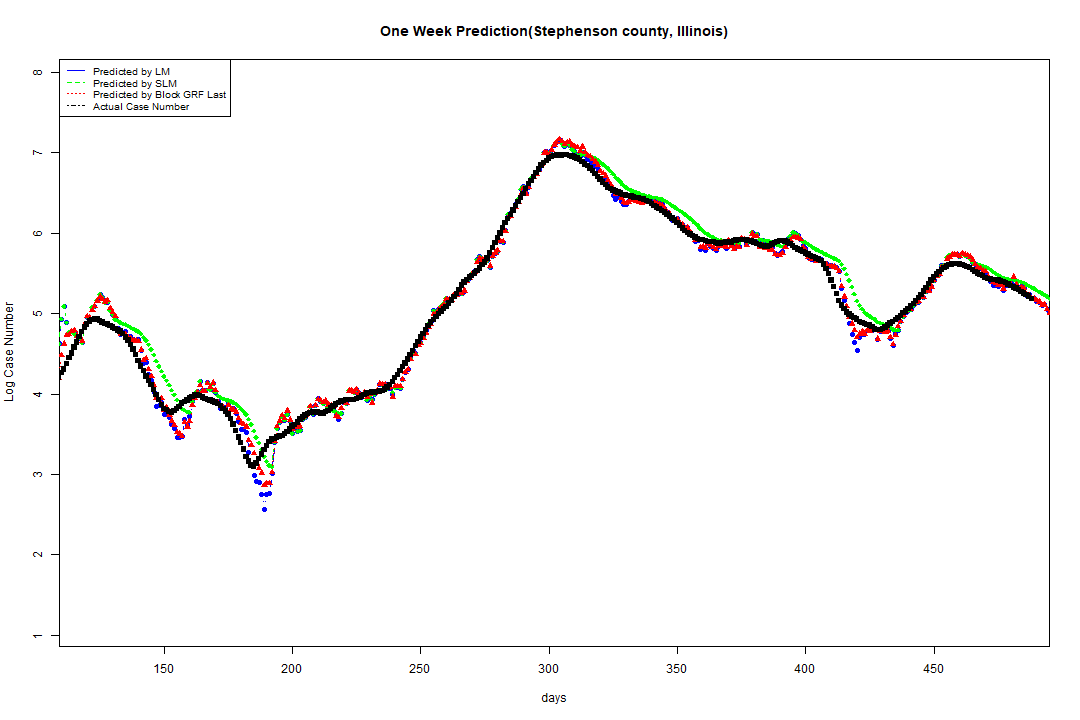 One Week Prediction(Stephenson county, Illinois)
Predicted by LM
Predicted by SLM
Predicted by Block GRF Last
Actual Case Number
8
7
6
5
4
3
2
1
Log Case Number
150 200 250 300 350 400 450
days